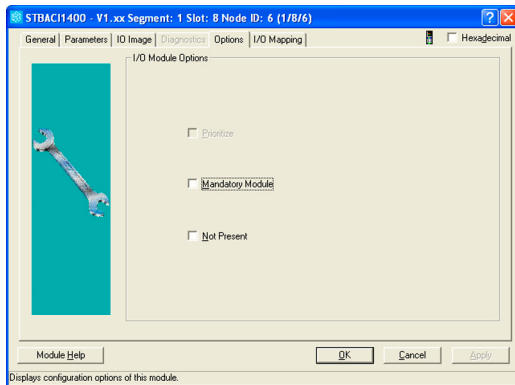 STBACI1400 - V1.xx Segment: 1 Slot: 8 Node ID: 6 (1/8/6)
General Parameters IO Image Diagnostics Options I/O Mapping Hexadecimal
I/O Module Options
Prioritize
Mandatory Module
Not Present
Module Help OK Cancel Apply
Displays configuration options of this module.